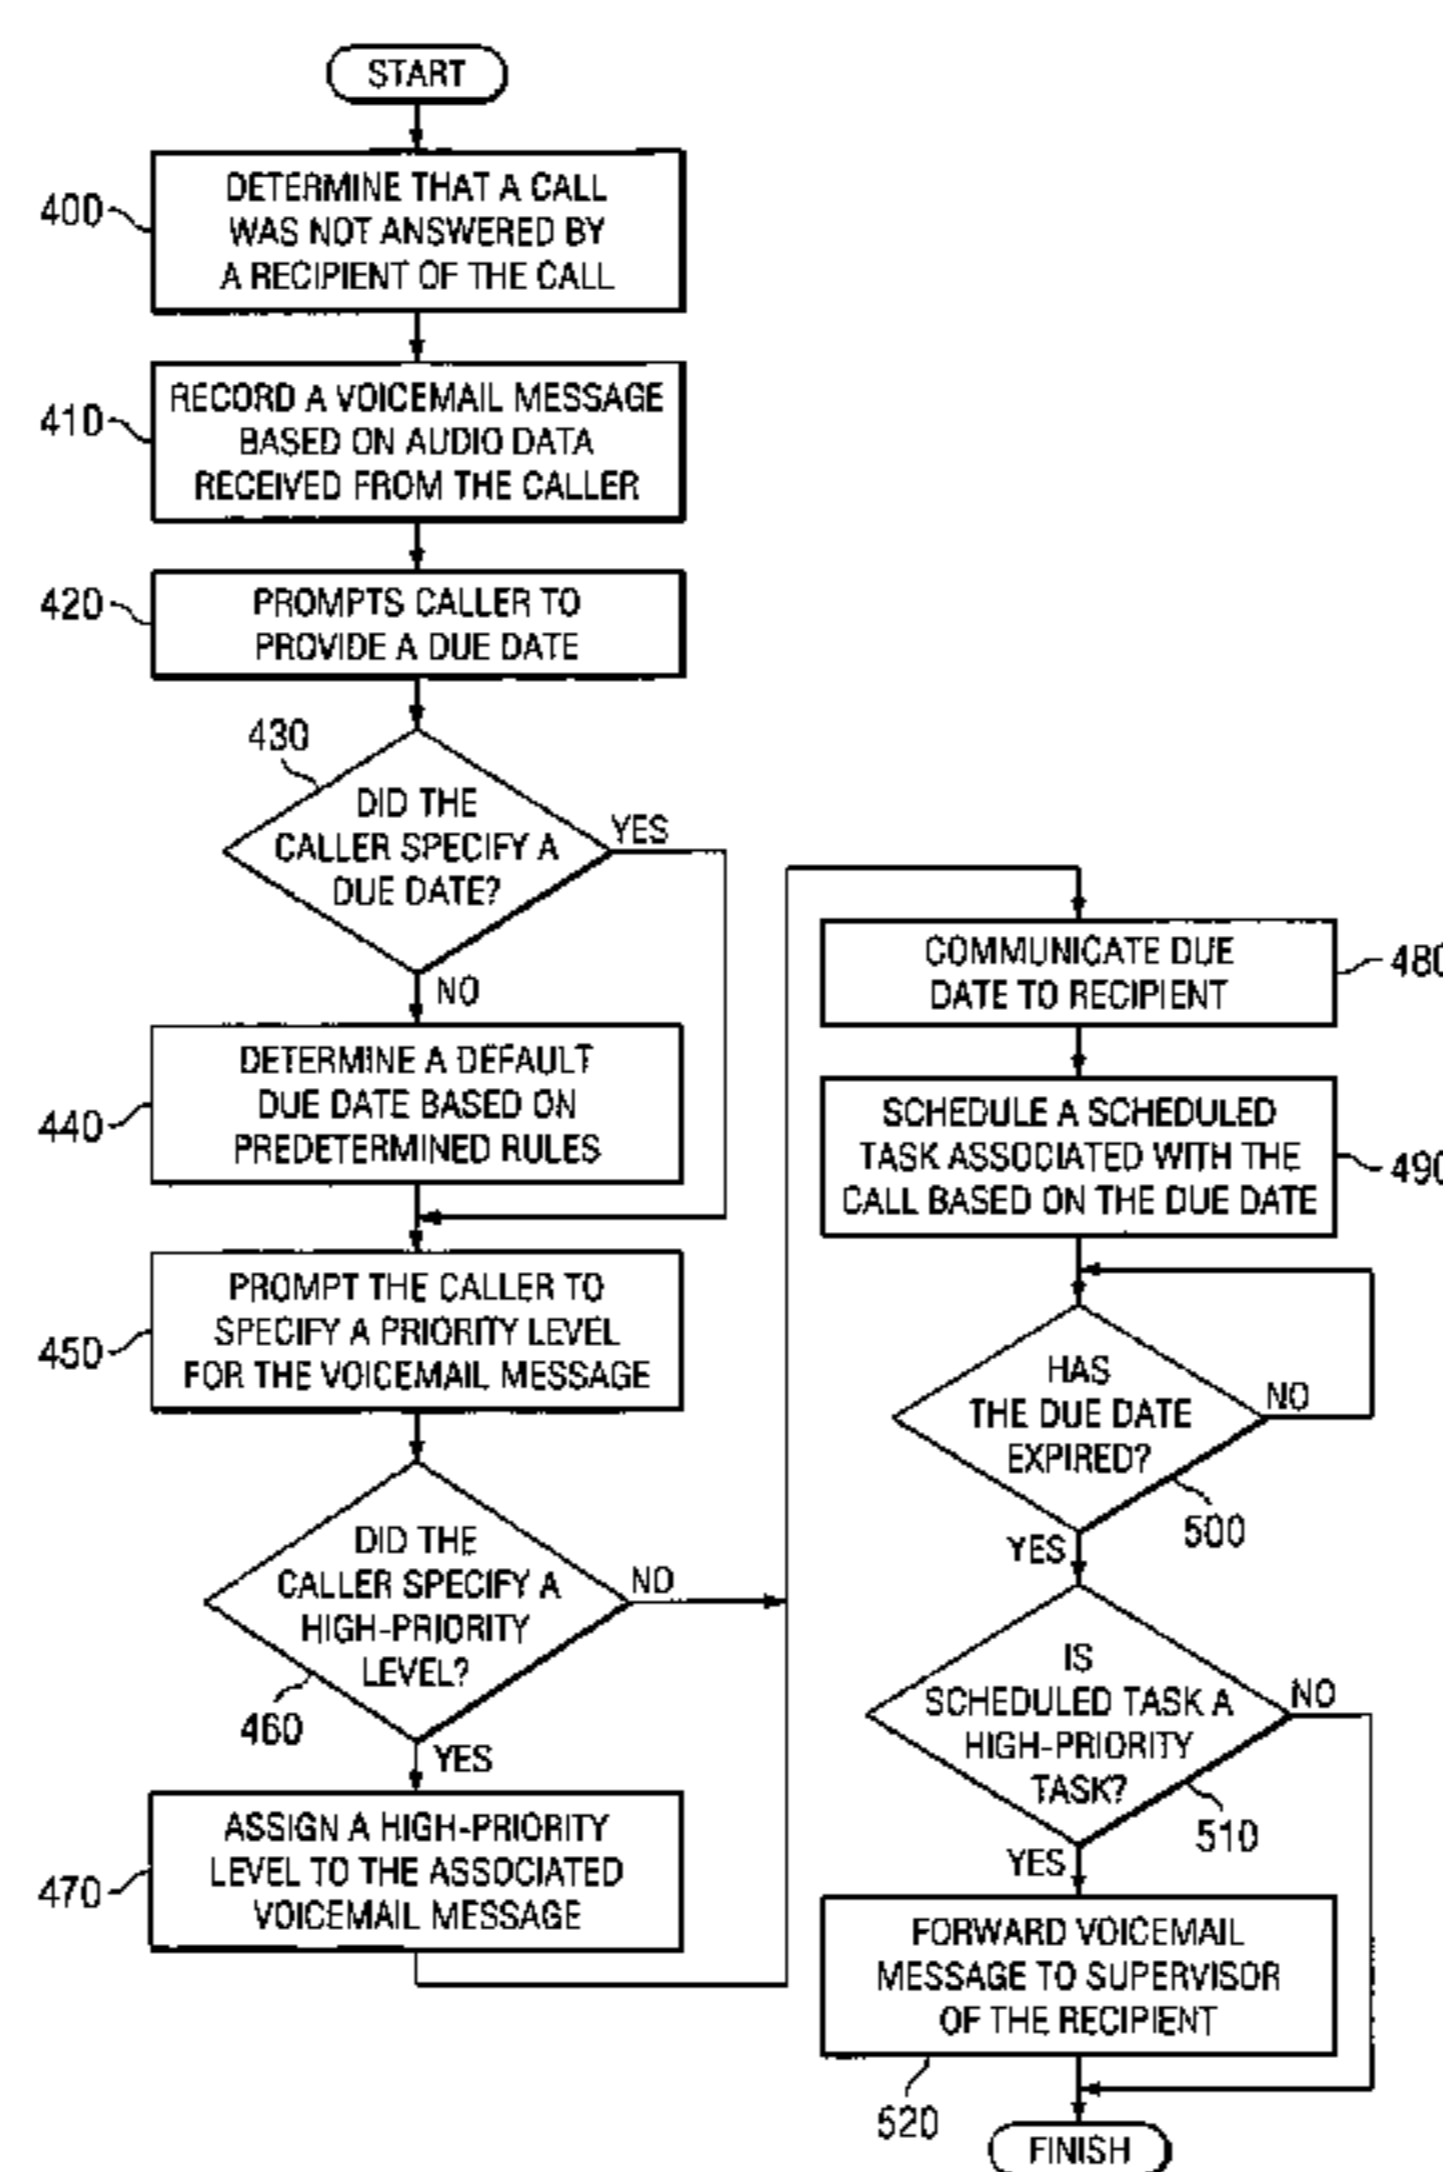 START
400
DETERMINE THAT A CALL
WAS NOT ANSWERED BY
A RECIPIENT OF THE CALL
410
RECORD A VOICEMAIL MESSAGE
BASED ON AUDIO DATA
RECEIVED FROM THE CALLER
420
PROMPTS CALLER TO
PROVIDE A DUE DATE
430
DID THE
CALLER SPECIFY A
DUE DATE?
YES
NO
440
DETERMINE A DEFAULT
DUE DATE BASED ON
PREDETERMINED RULES
450
PROMPT THE CALLER TO
SPECIFY A PRIORITY LEVEL
FOR THE VOICEMAIL MESSAGE
DID THE
CALLER SPECIFY A
HIGH-PRIORITY
LEVEL?
NO
460
YES
470
ASSIGN A HIGH-PRIORITY
LEVEL TO THE ASSOCIATED
VOICEMAIL MESSAGE
COMMUNICATE DUE
DATE TO RECIPIENT
480
SCHEDULE A SCHEDULED
TASK ASSOCIATED WITH THE
CALL BASED ON THE DUE DATE
490
HAS
THE DUE DATE
EXPIRED?
NO
500
YES
IS
SCHEDULED TASK A
HIGH-PRIORITY
TASK?
NO
510
YES
FORWARD VOICEMAIL
MESSAGE TO SUPERVISOR
OF THE RECIPIENT
520
FINISH